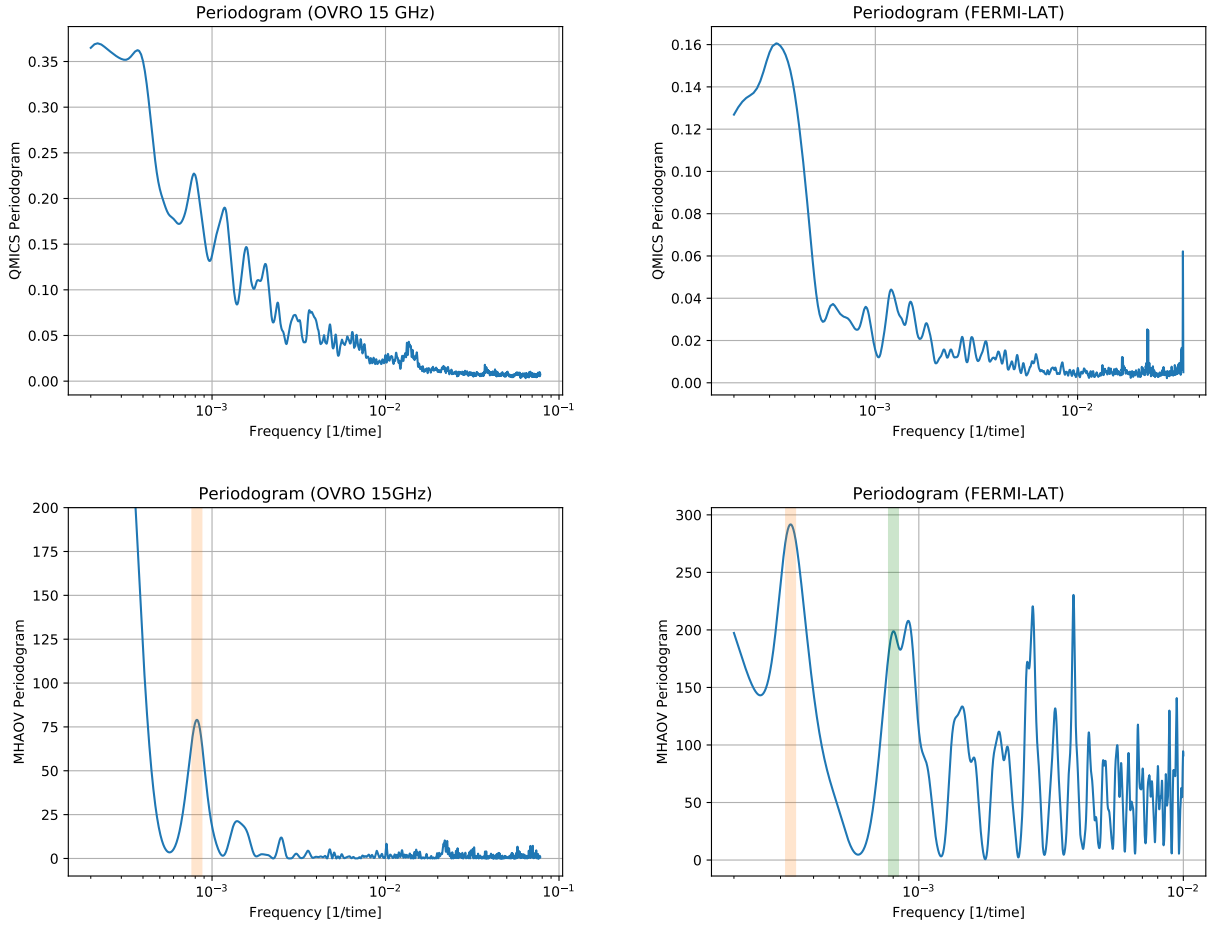 Periodogram (OVRO 15 GHz)
QMICS Periodogram
0.35
0.30
0.25
0.20
0.15
0.10
0.05
0.00
10⁻³ 10⁻² 10⁻¹
Frequency [1/time]
Periodogram (FERMI-LAT)
QMICS Periodogram
0.16
0.14
0.12
0.10
0.08
0.06
0.04
0.02
0.00
10⁻³ 10⁻²
Frequency [1/time]
Periodogram (OVRO 15GHz)
MHAOV Periodogram
200
175
150
125
100
75
50
25
0
10⁻³ 10⁻² 10⁻¹
Frequency [1/time]
Periodogram (FERMI-LAT)
MHAOV Periodogram
300
250
200
150
100
50
0
10⁻³ 10⁻²
Frequency [1/time]